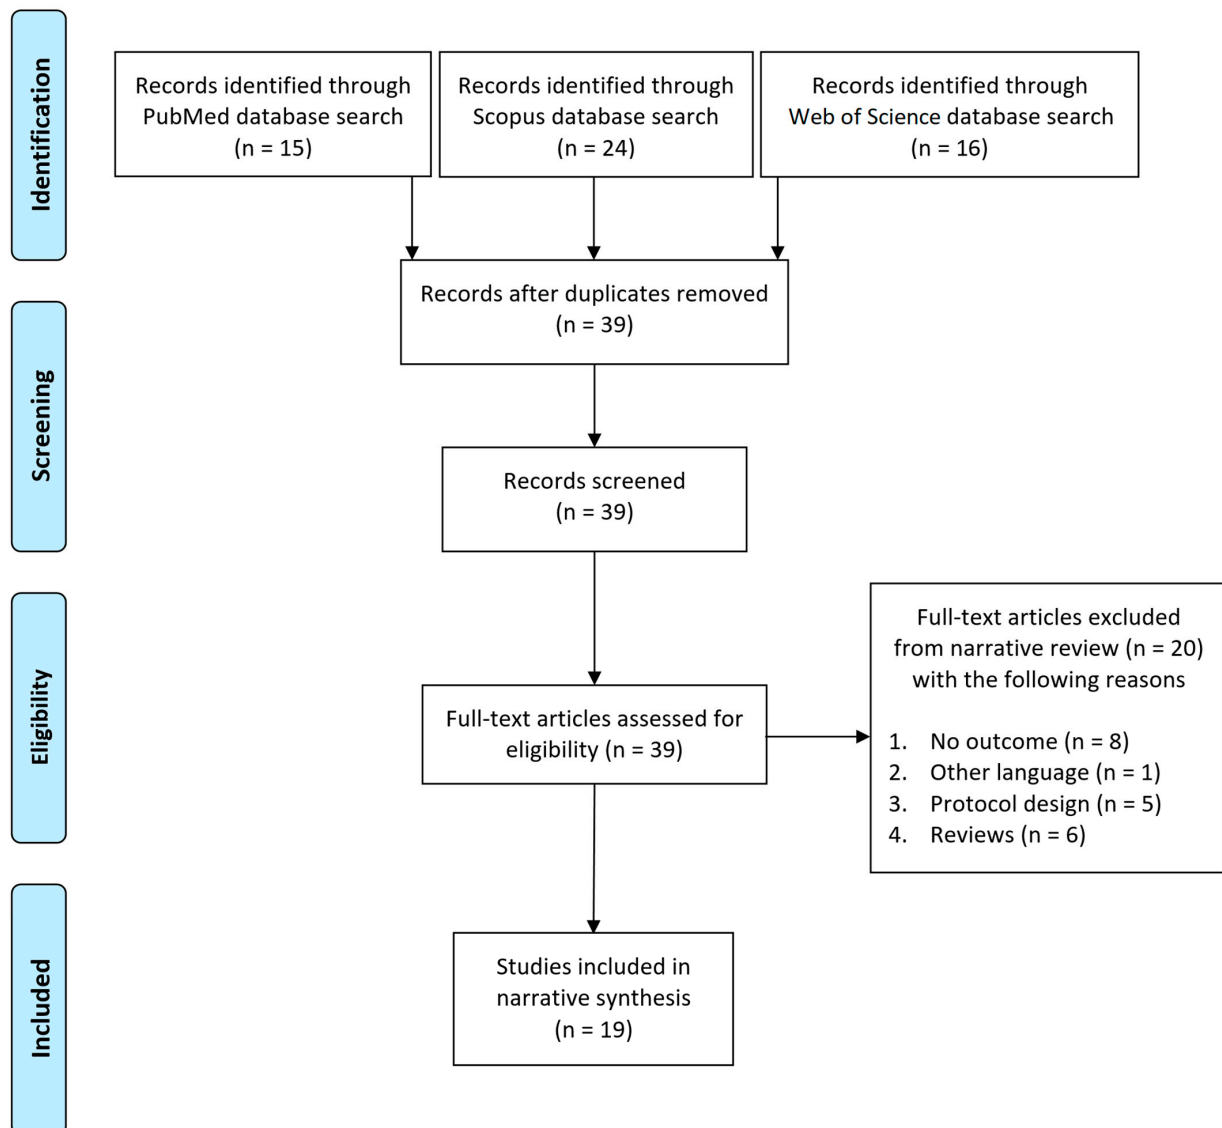 Identification
Records identified through
PubMed database search
(n = 15)
Records identified through
Scopus database search
(n = 24)
Records identified through
Web of Science database search
(n = 16)
Records after duplicates removed
(n = 39)
Screening
Records screened
(n = 39)
Eligibility
Full-text articles assessed for
eligibility (n = 39)
Full-text articles excluded
from narrative review (n = 20)
with the following reasons
1. No outcome (n = 8)
2. Other language (n = 1)
3. Protocol design (n = 5)
4. Reviews (n = 6)
Included
Studies included in
narrative synthesis
(n = 19)